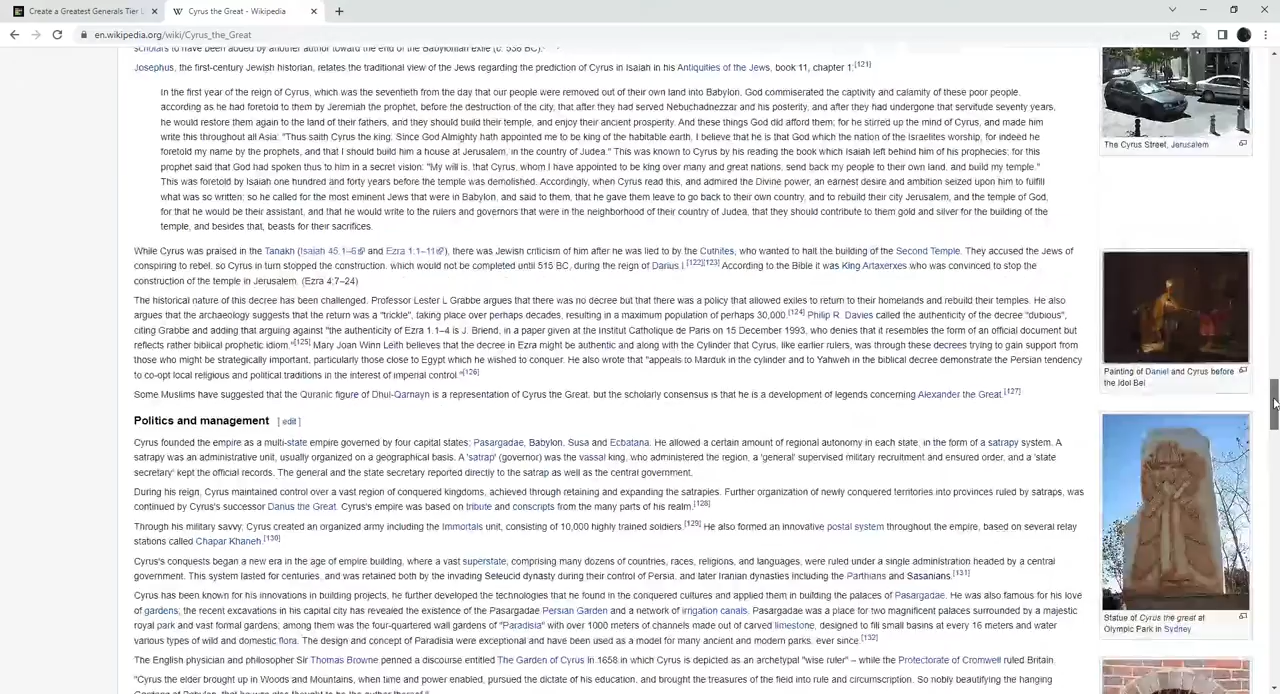 Create a Greatest Generals Tier L
Cyrus the Great - Wikipedia
en.wikipedia.org/wiki/Cyrus_the_Great
scholars to have been added by another author toward the end of the Babylonian exile (c. 538 BC).
Josephus, the first-century Jewish historian, relates the traditional view of the Jews regarding the prediction of Cyrus in Isaiah in his Antiquities of the Jews, book 11, chapter 1:[121]
In the first year of the reign of Cyrus, which was the seventieth from the day that our people were removed out of their own land into Babylon, God commiserated the captivity and calamity of these poor people,
according as he had foretold to them by Jeremiah the prophet, before the destruction of the city, that after they had served Nebuchadnezzar and his posterity, and after they had undergone that servitude seventy years,
he would restore them again to the land of their fathers, and they should build their temple, and enjoy their ancient prosperity. And these things God did afford them; for he stirred up the mind of Cyrus, and made him
write this throughout all Asia: "Thus saith Cyrus the king: Since God Almighty hath appointed me to be king of the habitable earth, I believe that he is that God which the nation of the Israelites worship; for indeed he
foretold my name by the prophets, and that I should build him a house at Jerusalem, in the country of Judea." This was known to Cyrus by his reading the book which Isaiah left behind him of his prophecies; for this
prophet said that God had spoken thus to him in a secret vision: "My will is, that Cyrus, whom I have appointed to be king over many and great nations, send back my people to their own land, and build my temple."
This was foretold by Isaiah one hundred and forty years before the temple was demolished. Accordingly, when Cyrus read this, and admired the Divine power, an earnest desire and ambition seized upon him to fulfill
what was so written; so he called for the most eminent Jews that were in Babylon, and said to them, that he gave them leave to go back to their own country, and to rebuild their city Jerusalem, and the temple of God,
for that he would be their assistant, and that he would write to the rulers and governors that were in the neighborhood of their country of Judea, that they should contribute to them gold and silver for the building of the
temple, and besides that, beasts for their sacrifices.
While Cyrus was praised in the Tanakh (Isaiah 45:1–6 and Ezra 1:1–11), there was Jewish criticism of him after he was lied to by the Cuthites, who wanted to halt the building of the Second Temple. They accused the Jews of
conspiring to rebel, so Cyrus in turn stopped the construction, which would not be completed until 515 BC, during the reign of Darius I.[122][123] According to the Bible it was King Artaxerxes who was convinced to stop the
construction of the temple in Jerusalem. (Ezra 4:7–24)
The historical nature of this decree has been challenged. Professor Lester L Grabbe argues that there was no decree but that there was a policy that allowed exiles to return to their homelands and rebuild their temples. He also
argues that the archaeology suggests that the return was a "trickle", taking place over perhaps decades, resulting in a maximum population of perhaps 30,000.[124] Philip R. Davies called the authenticity of the decree "dubious",
citing Grabbe and adding that arguing against "the authenticity of Ezra 1.1–4 is J. Briend, in a paper given at the Institut Catholique de Paris on 15 December 1993, who denies that it resembles the form of an official document but
reflects rather biblical prophetic idiom."[125] Mary Joan Winn Leith believes that the decree in Ezra might be authentic and along with the Cylinder that Cyrus, like earlier rulers, was through these decrees trying to gain support from
those who might be strategically important, particularly those close to Egypt which he wished to conquer. He also wrote that "appeals to Marduk in the cylinder and to Yahweh in the biblical decree demonstrate the Persian tendency
to co-opt local religious and political traditions in the interest of imperial control."[126]
Some Muslims have suggested that the Quranic figure of Dhul-Qarnayn is a representation of Cyrus the Great, but the scholarly consensus is that he is a development of legends concerning Alexander the Great.[127]
Politics and management [ edit ]
Cyrus founded the empire as a multi-state empire governed by four capital states; Pasargadae, Babylon, Susa and Ecbatana. He allowed a certain amount of regional autonomy in each state, in the form of a satrapy system. A
satrapy was an administrative unit, usually organized on a geographical basis. A 'satrap' (governor) was the vassal king, who administered the region, a 'general' supervised military recruitment and ensured order, and a 'state
secretary' kept the official records. The general and the state secretary reported directly to the satrap as well as the central government.
During his reign, Cyrus maintained control over a vast region of conquered kingdoms, achieved through retaining and expanding the satrapies. Further organization of newly conquered territories into provinces ruled by satraps, was
continued by Cyrus's successor Darius the Great. Cyrus's empire was based on tribute and conscripts from the many parts of his realm.[128]
Through his military savvy, Cyrus created an organized army including the Immortals unit, consisting of 10,000 highly trained soldiers.[129] He also formed an innovative postal system throughout the empire, based on several relay
stations called Chapar Khaneh.[130]
Cyrus's conquests began a new era in the age of empire building, where a vast superstate, comprising many dozens of countries, races, religions, and languages, were ruled under a single administration headed by a central
government. This system lasted for centuries, and was retained both by the invading Seleucid dynasty during their control of Persia, and later Iranian dynasties including the Parthians and Sasanians.[131]
Cyrus has been known for his innovations in building projects; he further developed the technologies that he found in the conquered cultures and applied them in building the palaces of Pasargadae. He was also famous for his love
of gardens; the recent excavations in his capital city has revealed the existence of the Pasargadae Persian Garden and a network of irrigation canals. Pasargadae was a place for two magnificent palaces surrounded by a majestic
royal park and vast formal gardens; among them was the four-quartered wall gardens of "Paradisia" with over 1000 meters of channels made out of carved limestone, designed to fill small basins at every 16 meters and water
various types of wild and domestic flora. The design and concept of Paradisia were exceptional and have been used as a model for many ancient and modern parks, ever since.[132]
The English physician and philosopher Sir Thomas Browne penned a discourse entitled The Garden of Cyrus in 1658 in which Cyrus is depicted as an archetypal "wise ruler" – while the Protectorate of Cromwell ruled Britain.
"Cyrus the elder brought up in Woods and Mountains, when time and power enabled, pursued the dictate of his education, and brought the treasures of the field into rule and circumscription. So nobly beautifying the hanging
The Cyrus Street, Jerusalem
Painting of Daniel and Cyrus before
the Idol Bel
Statue of Cyrus the great at
Olympic Park in Sydney